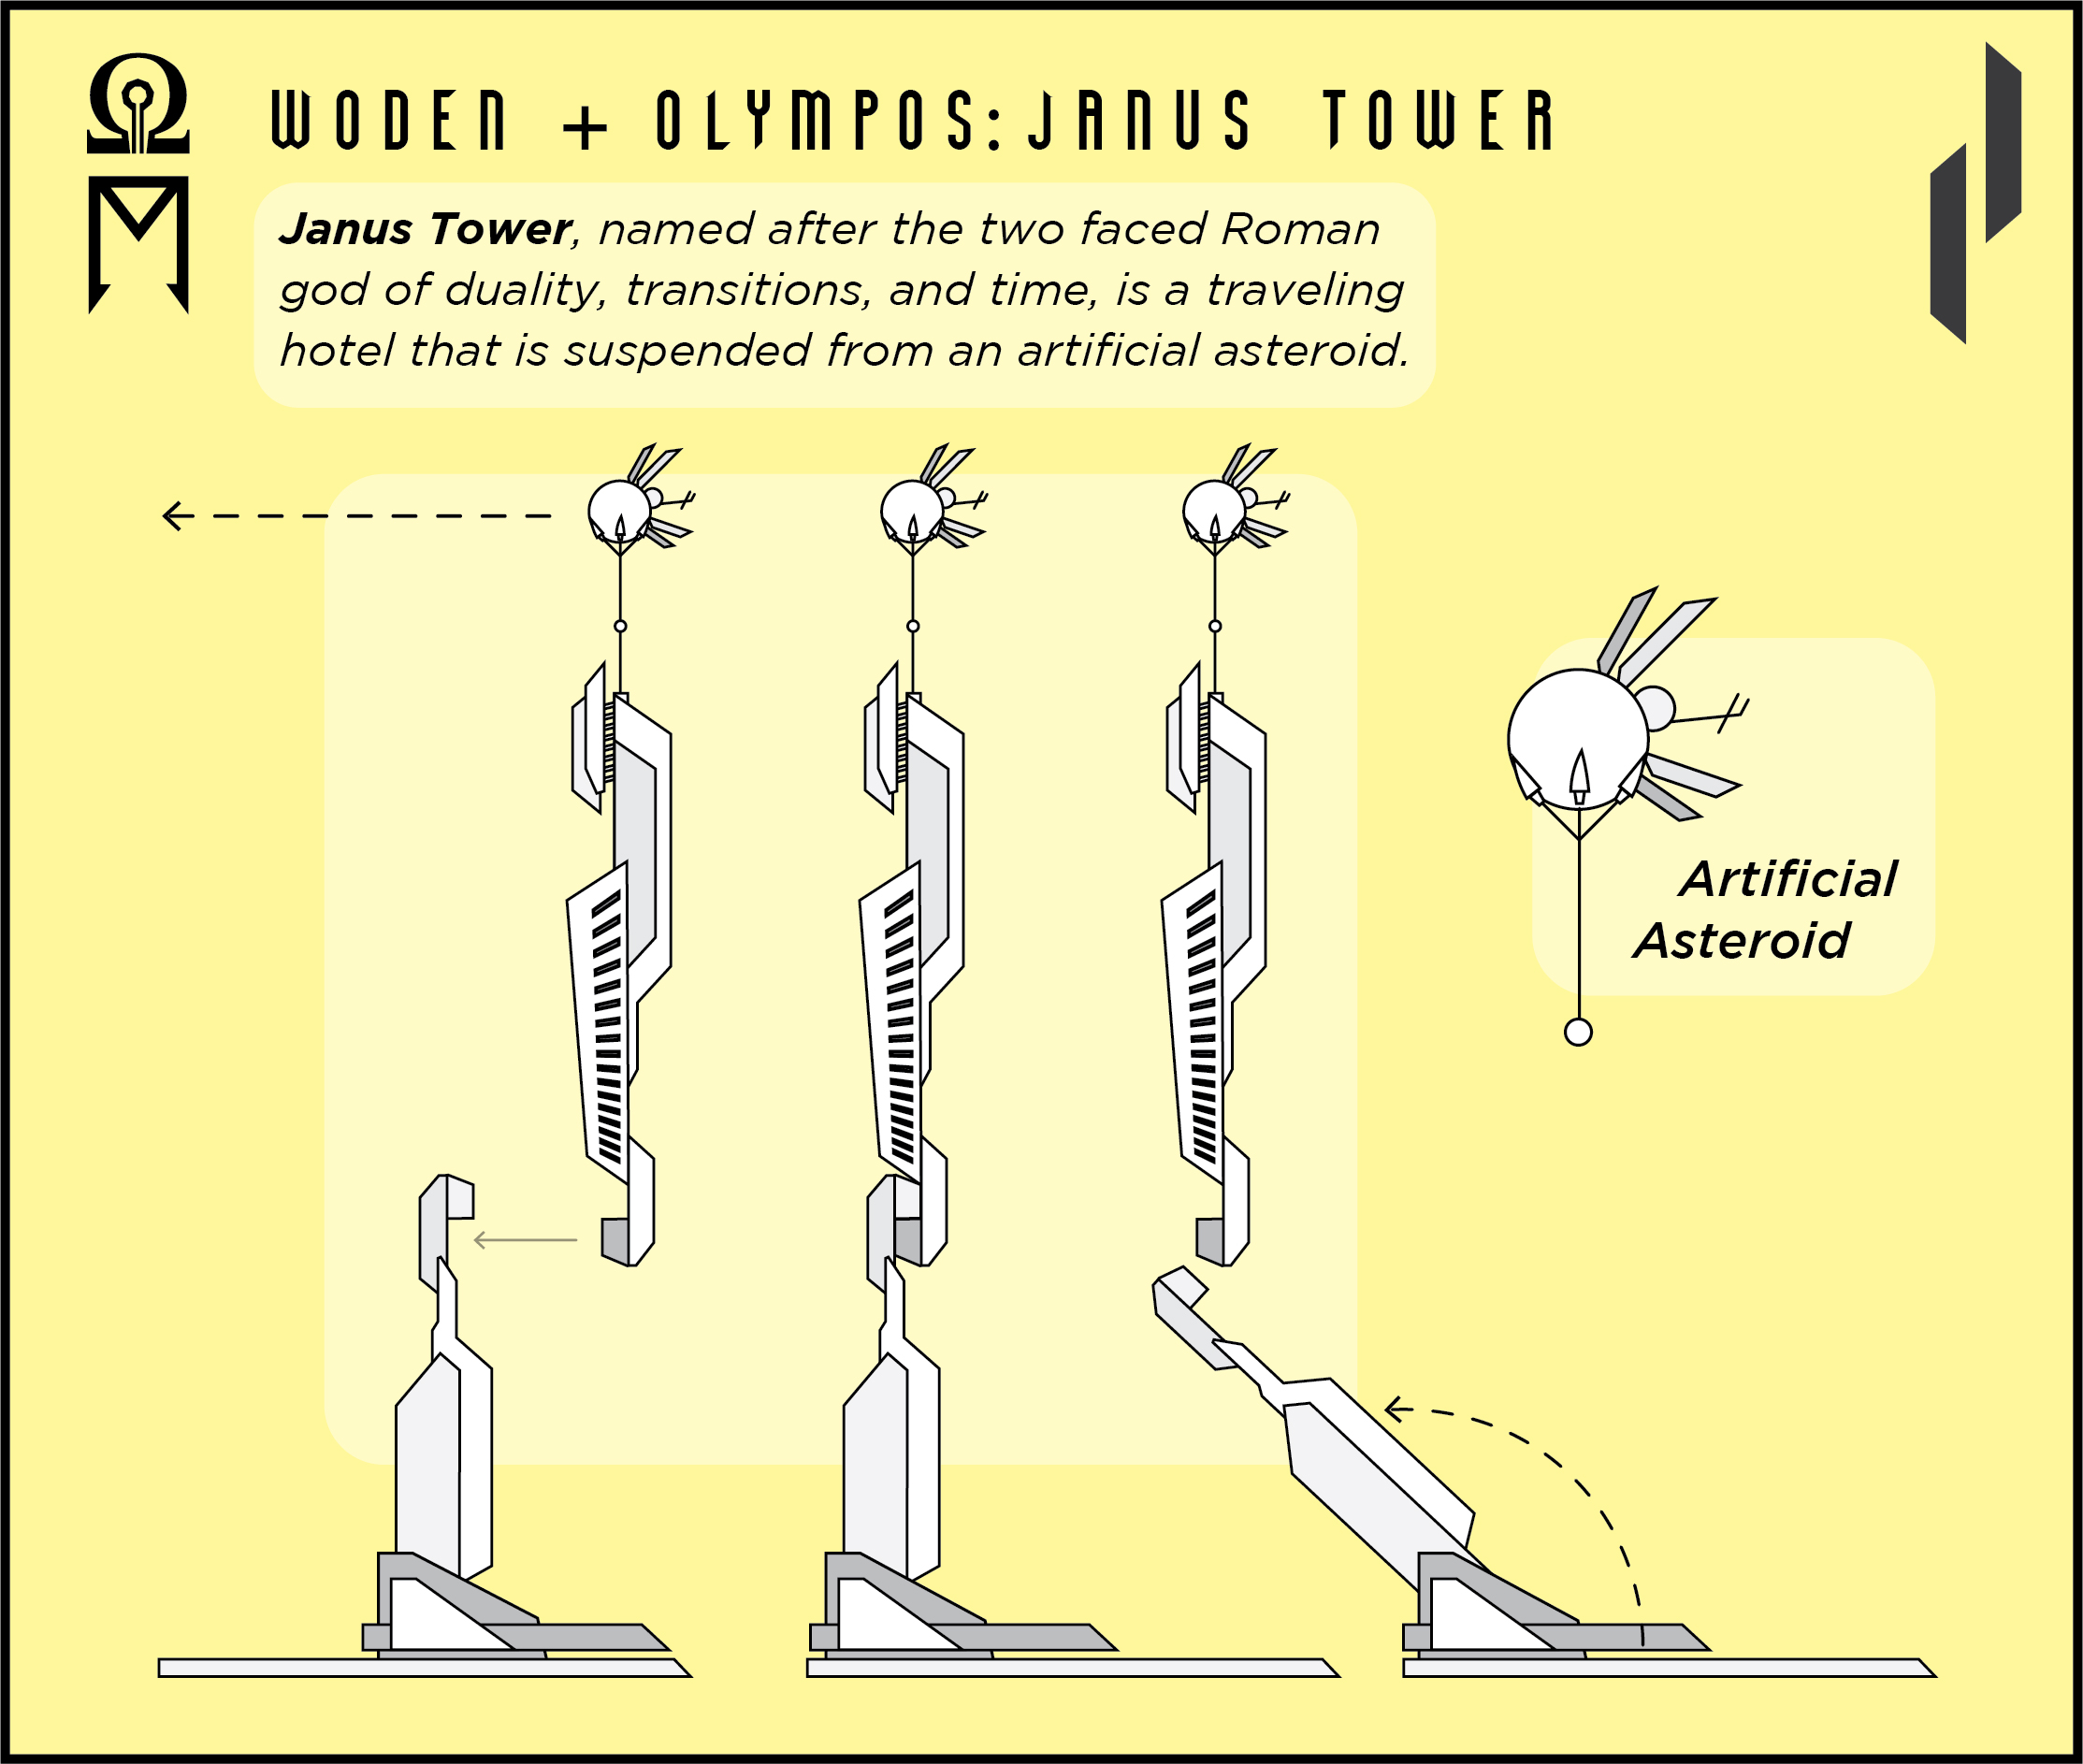 WODEN + OLYMPOS: JANUS TOWER
Janus Tower, named after the two faced Roman
god of duality, transitions, and time, is a traveling
hotel that is suspended from an artificial asteroid.
Artificial
Asteroid